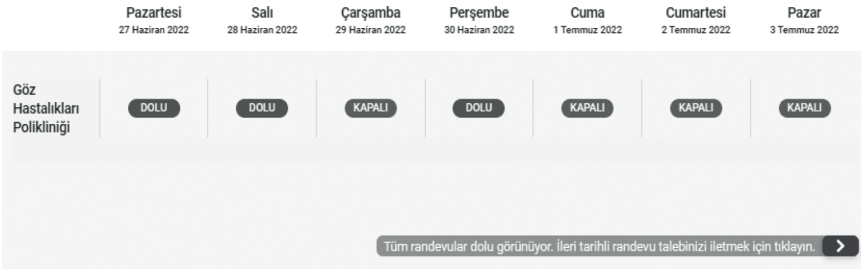 Pazartesi Salı Çarşamba Perşembe Cuma Cumartesi Pazar
27 Haziran 2022 28 Haziran 2022 29 Haziran 2022 30 Haziran 2022 1 Temmuz 2022 2 Temmuz 2022 3 Temmuz 2022
Göz
Hastalıkları
Polikliniği
DOLU DOLU KAPALI DOLU KAPALI KAPALI KAPALI
Tüm randevular dolu görünüyor. İleri tarihli randevu talebinizi iletmek için tıklayın.